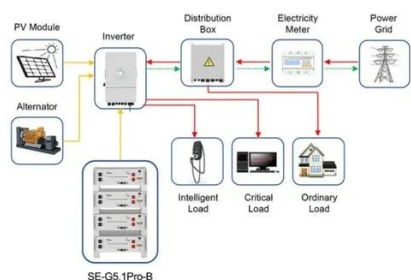 PV Module
Inverter
Distribution
Box
Electricity
Meter
Power
Grid
Alternator
Intelligent
Load
Critical
Load
Ordinary
Load
SE-G5.1Pro-B